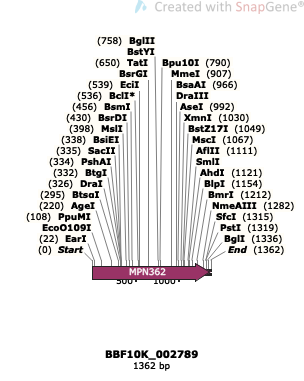 Created with SnapGene®
(758) BglII
BstYI
(650) TatI
BsrGI
(539) EciI
(536) BclI*
(456) BsmI
(430) BsrDI
(398) MslI
(338) BsiEI
(335) SacII
(334) PshAI
(332) BtgI
(326) DraI
(295) BtsαI
(220) AgeI
(108) PpuMI
EcoO109I
(22) EarI
(0) Start
Bpu10I (790)
MmeI (907)
BsaAI (966)
DraIII
AseI (992)
XmnI (1030)
BstZ17I (1049)
MscI (1067)
AflII (1111)
SmlI
AhdI (1121)
BlpI (1154)
BmrI (1212)
NmeAIII (1282)
SfcI (1315)
PstI (1319)
BglI (1336)
End (1362)
MPN362
500
1000
BBF10K_002789
1362 bp